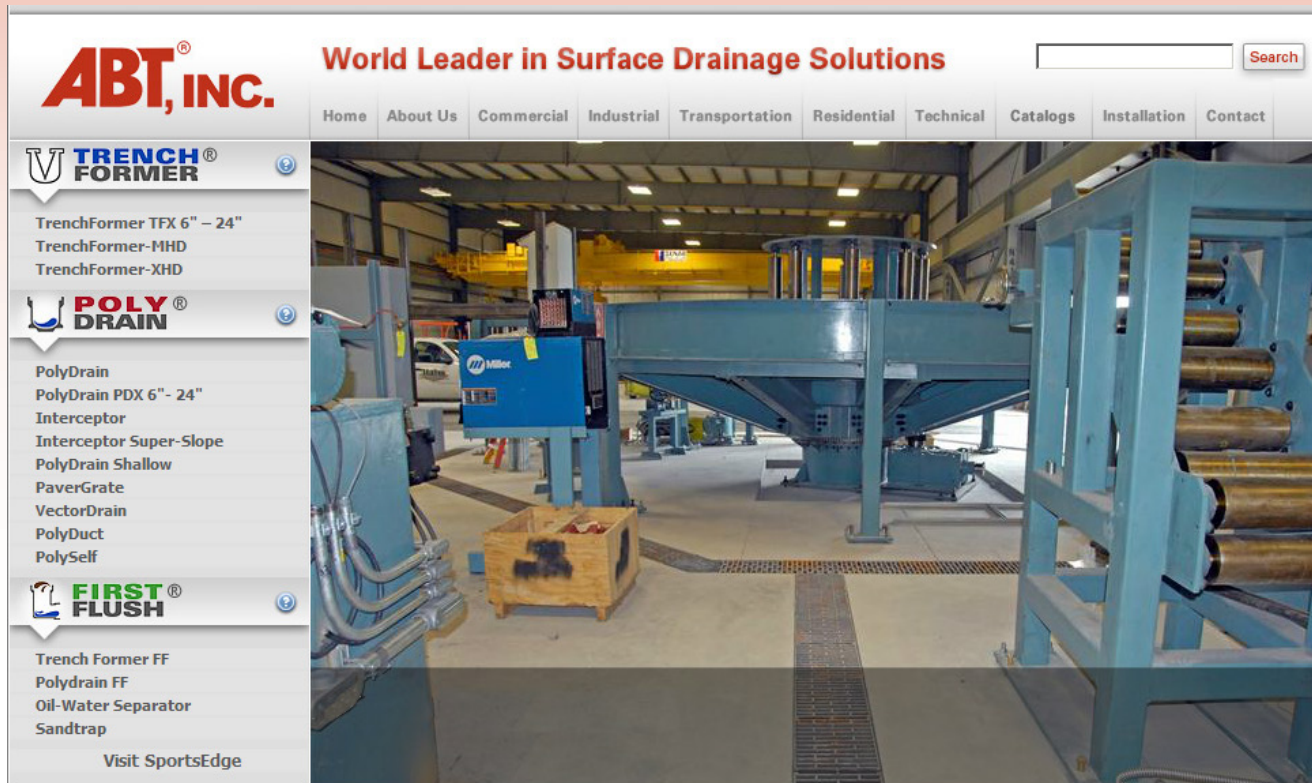 ABT,® INC.
World Leader in Surface Drainage Solutions
Search
Home About Us Commercial Industrial Transportation Residential Technical Catalogs Installation Contact
TRENCH®
FORMER
TrenchFormer TFX 6" – 24"
TrenchFormer-MHD
TrenchFormer-XHD
POLY®
DRAIN
PolyDrain
PolyDrain PDX 6"- 24"
Interceptor
Interceptor Super-Slope
PolyDrain Shallow
PaverGrate
VectorDrain
PolyDuct
PolySelf
FIRST®
FLUSH
Trench Former FF
Polydrain FF
Oil-Water Separator
Sandtrap
Visit SportsEdge
Miller